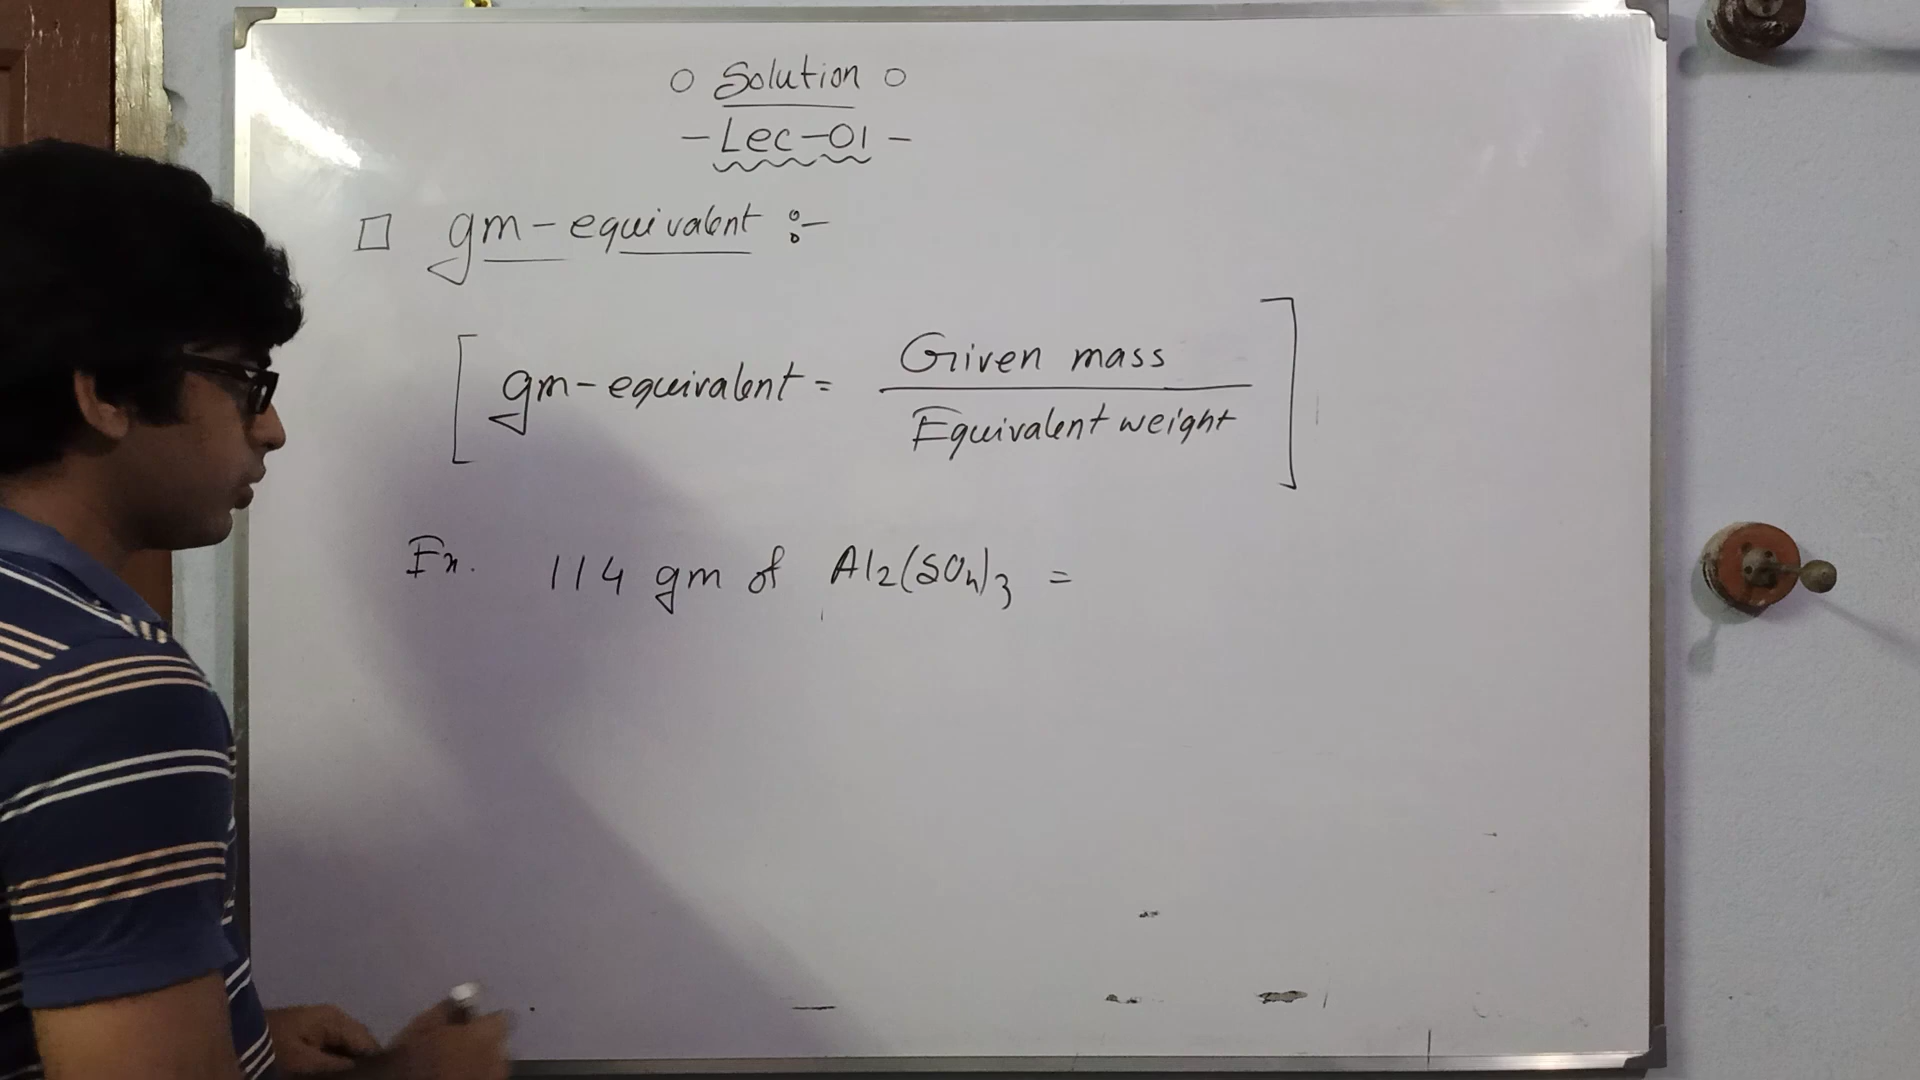 Solution
- Lec-01 -
□ gm-equivalent :-
[ gm-equivalent = Given mass / Equivalent weight ]
Ex. 114 gm of Al2(SO4)3 =